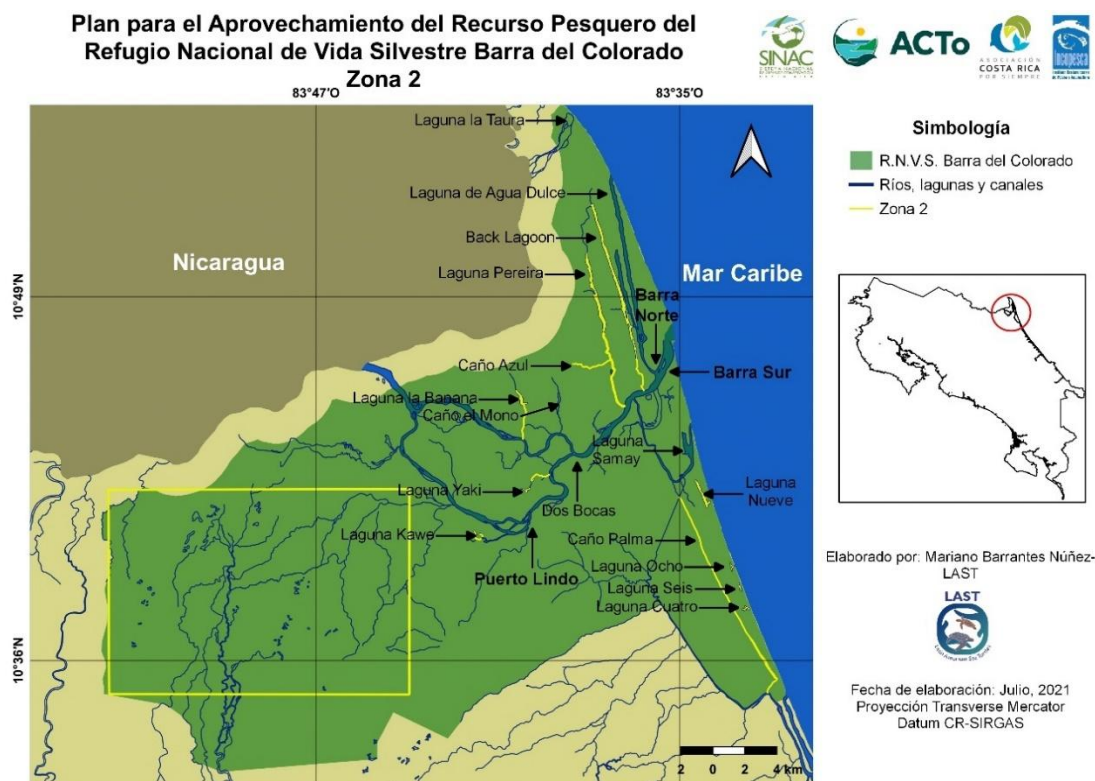 Plan para el Aprovechamiento del Recurso Pesquero del
Refugio Nacional de Vida Silvestre Barra del Colorado
Zona 2
SINAC
ACTo
ASOCIACIÓN
COSTA RICA
POR SIEMPRE
Incopesca
83°47'O
83°35'O
10°49'N
10°36'N
Laguna la Taura
Laguna de Agua Dulce
Back Lagoon
Laguna Pereira
Nicaragua
Mar Caribe
Barra
Norte
Caño Azul
Barra Sur
Laguna la Banana
Caño el Mono
Laguna
Samay
Laguna Yaki
Laguna
Nueve
Dos Bocas
Laguna Kawe
Caño Palma
Puerto Lindo
Laguna Ocho
Laguna Seis
Laguna Cuatro
2 0 2 4 km
Simbología
R.N.V.S. Barra del Colorado
Ríos, lagunas y canales
Zona 2
Elaborado por: Mariano Barrantes Núñez-
LAST
LAST
Fecha de elaboración: Julio, 2021
Proyección Transverse Mercator
Datum CR-SIRGAS